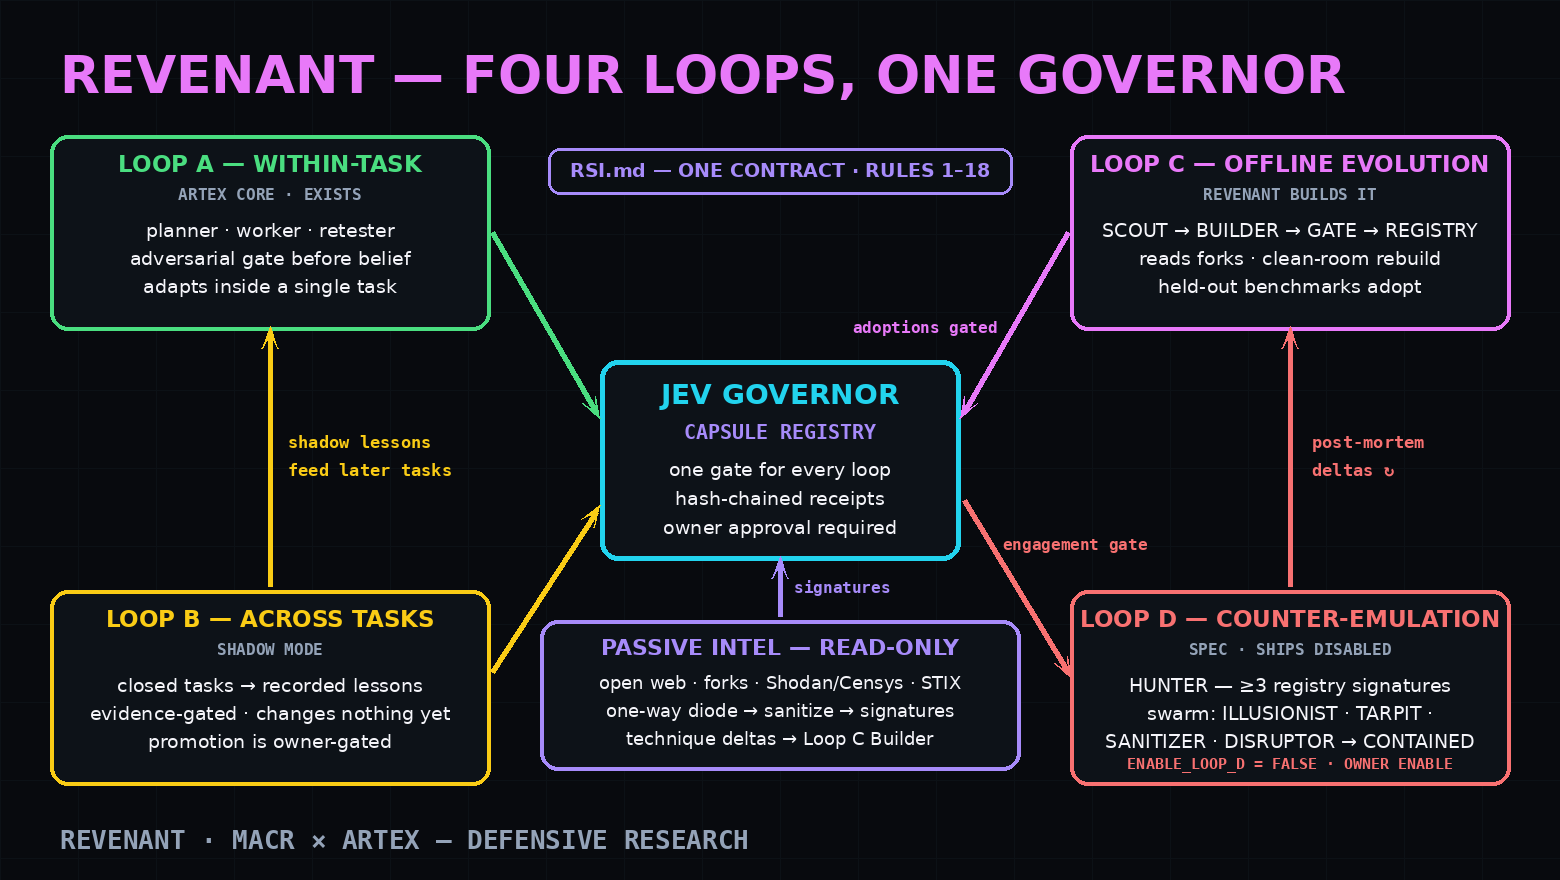 REVENANT — FOUR LOOPS, ONE GOVERNOR
LOOP A — WITHIN-TASK
ARTEX CORE · EXISTS
planner · worker · retester
adversarial gate before belief
adapts inside a single task
RSI.md — ONE CONTRACT · RULES 1–18
LOOP C — OFFLINE EVOLUTION
REVENANT BUILDS IT
SCOUT → BUILDER → GATE → REGISTRY
reads forks · clean-room rebuild
held-out benchmarks adopt
adoptions gated
JEV GOVERNOR
CAPSULE REGISTRY
one gate for every loop
hash-chained receipts
owner approval required
shadow lessons
feed later tasks
post-mortem
deltas ↻
engagement gate
signatures
LOOP B — ACROSS TASKS
SHADOW MODE
closed tasks → recorded lessons
evidence-gated · changes nothing yet
promotion is owner-gated
PASSIVE INTEL — READ-ONLY
open web · forks · Shodan/Censys · STIX
one-way diode → sanitize → signatures
technique deltas → Loop C Builder
LOOP D — COUNTER-EMULATION
SPEC · SHIPS DISABLED
HUNTER — ≥3 registry signatures
swarm: ILLUSIONIST · TARPIT ·
SANITIZER · DISRUPTOR → CONTAINED
ENABLE_LOOP_D = FALSE · OWNER ENABLE
REVENANT · MACR × ARTEX — DEFENSIVE RESEARCH